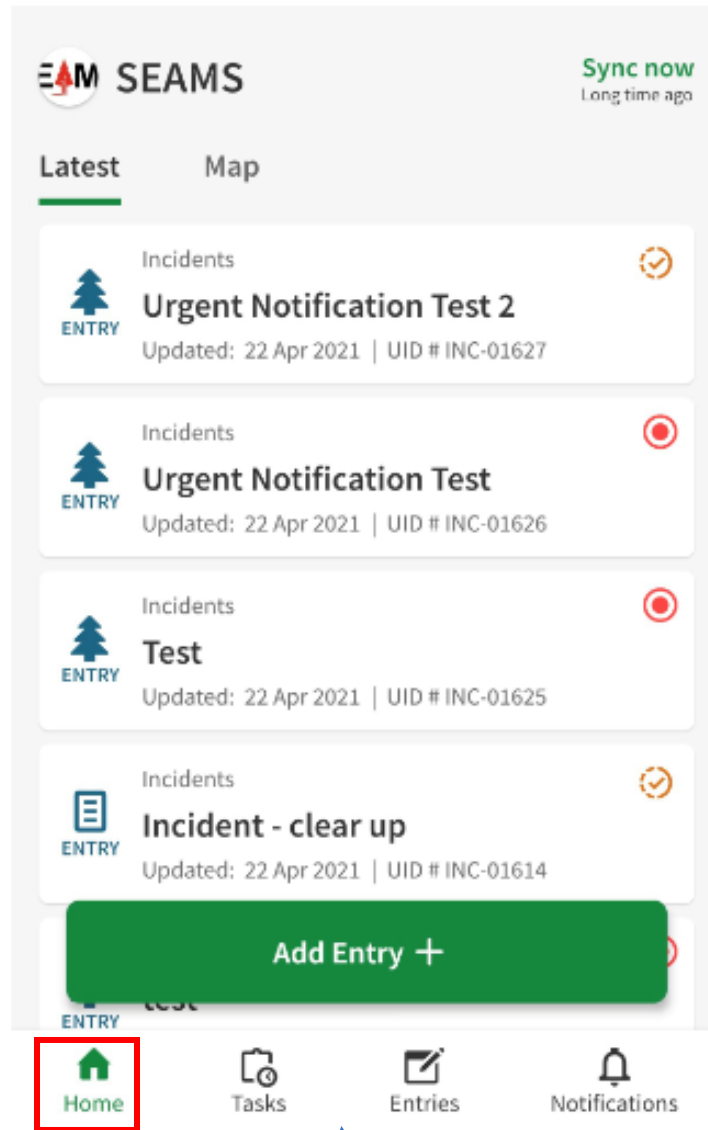 EAM SEAMS
Sync now
Long time ago
Latest Map
Incidents
Urgent Notification Test 2
ENTRY
Updated: 22 Apr 2021 | UID # INC-01627
Incidents
Urgent Notification Test
ENTRY
Updated: 22 Apr 2021 | UID # INC-01626
Incidents
Test
ENTRY
Updated: 22 Apr 2021 | UID # INC-01625
Incidents
Incident - clear up
ENTRY
Updated: 22 Apr 2021 | UID # INC-01614
Add Entry +
test
ENTRY
Home Tasks Entries Notifications